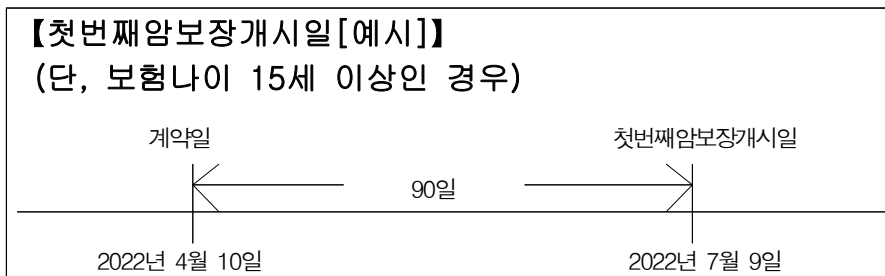 【첫번째암보장개시일[예시]】
(단, 보험나이 15세 이상인 경우)
계약일 첫번째암보장개시일
90일
2022년 4월 10일 2022년 7월 9일